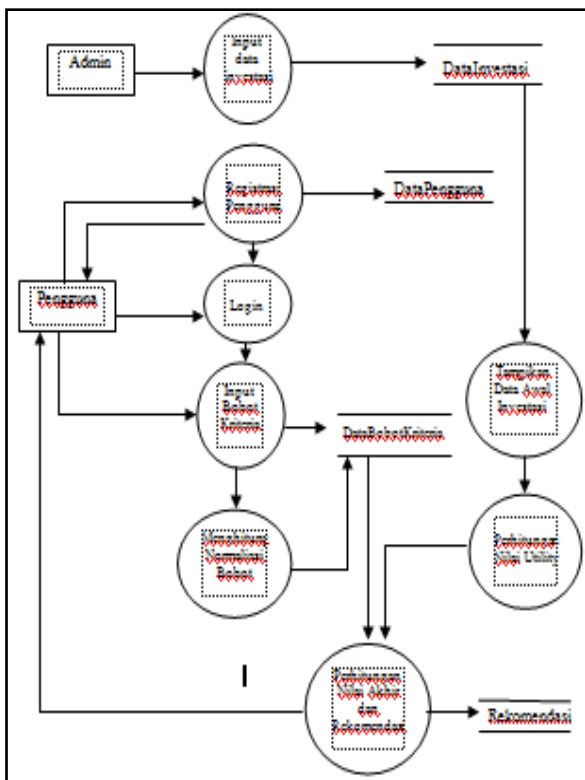 Admin
Input
data
investasi
DataInvestasi
Registrasi
Pengguna
DataPengguna
Pengguna
Login
Input
Bobot
Kriteria
DataBobotKriteria
Tampilkan
Data Awal
Investasi
Menghitung
Normalisasi
Bobot
Perhitungan
Nilai Utility
Perhitungan
Nilai Akhir
dan
Rekomendasi
Rekomendasi